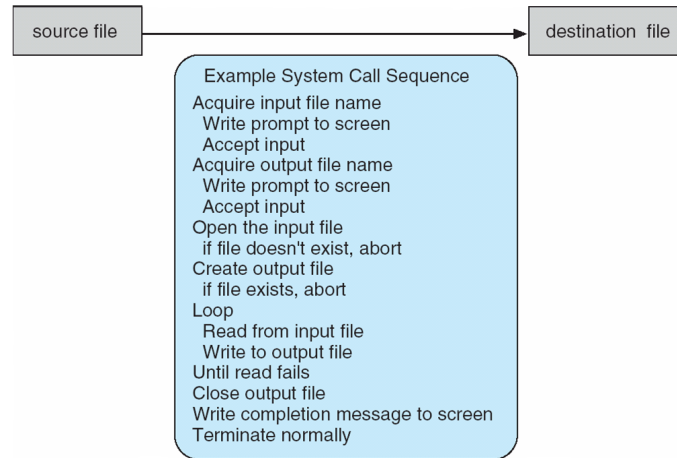 source file
destination file
Example System Call Sequence
Acquire input file name
Write prompt to screen
Accept input
Acquire output file name
Write prompt to screen
Accept input
Open the input file
if file doesn't exist, abort
Create output file
if file exists, abort
Loop
Read from input file
Write to output file
Until read fails
Close output file
Write completion message to screen
Terminate normally